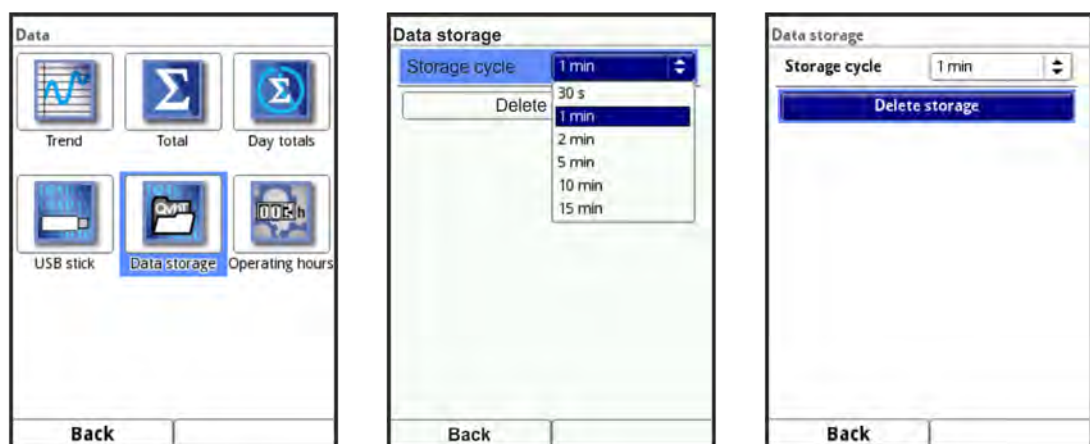 Data
Trend
Total
Day totals
USB stick
Data storage
Operating hours
Back
Data storage
Storage cycle
1 min
Delete
30 s
1 min
2 min
5 min
10 min
15 min
Back
Data storage
Storage cycle
1 min
Delete storage
Back